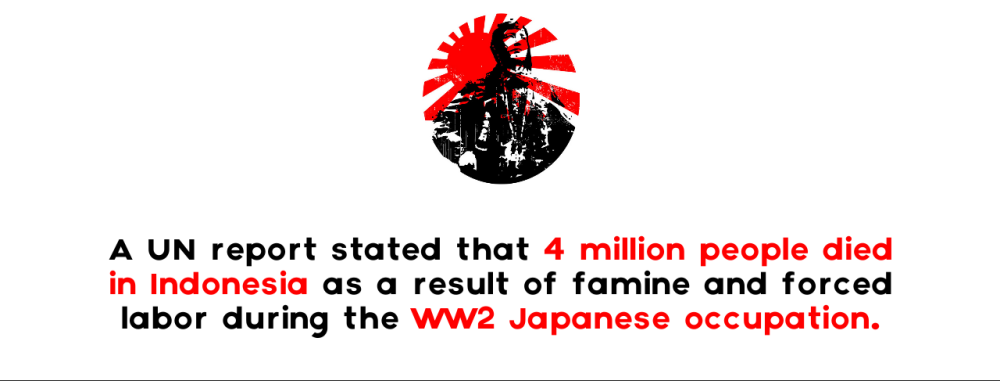 A UN report stated that 4 million people died
in Indonesia as a result of famine and forced
labor during the WW2 Japanese occupation.